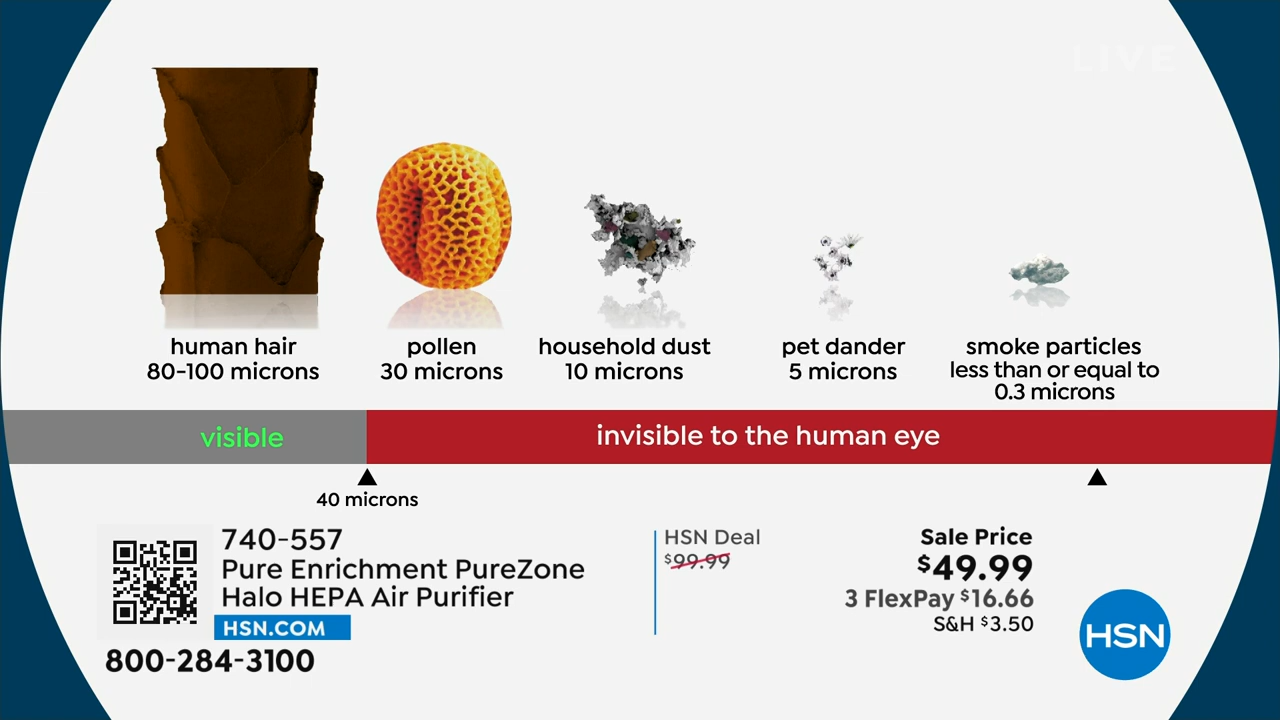 LIVE
human hair
80-100 microns
pollen
30 microns
household dust
10 microns
pet dander
5 microns
smoke particles
less than or equal to
0.3 microns
visible
invisible to the human eye
40 microns
740-557
Pure Enrichment PureZone
Halo HEPA Air Purifier
HSN.COM
800-284-3100
HSN Deal
$99.99
Sale Price
$49.99
3 FlexPay $16.66
S&H $3.50
HSN